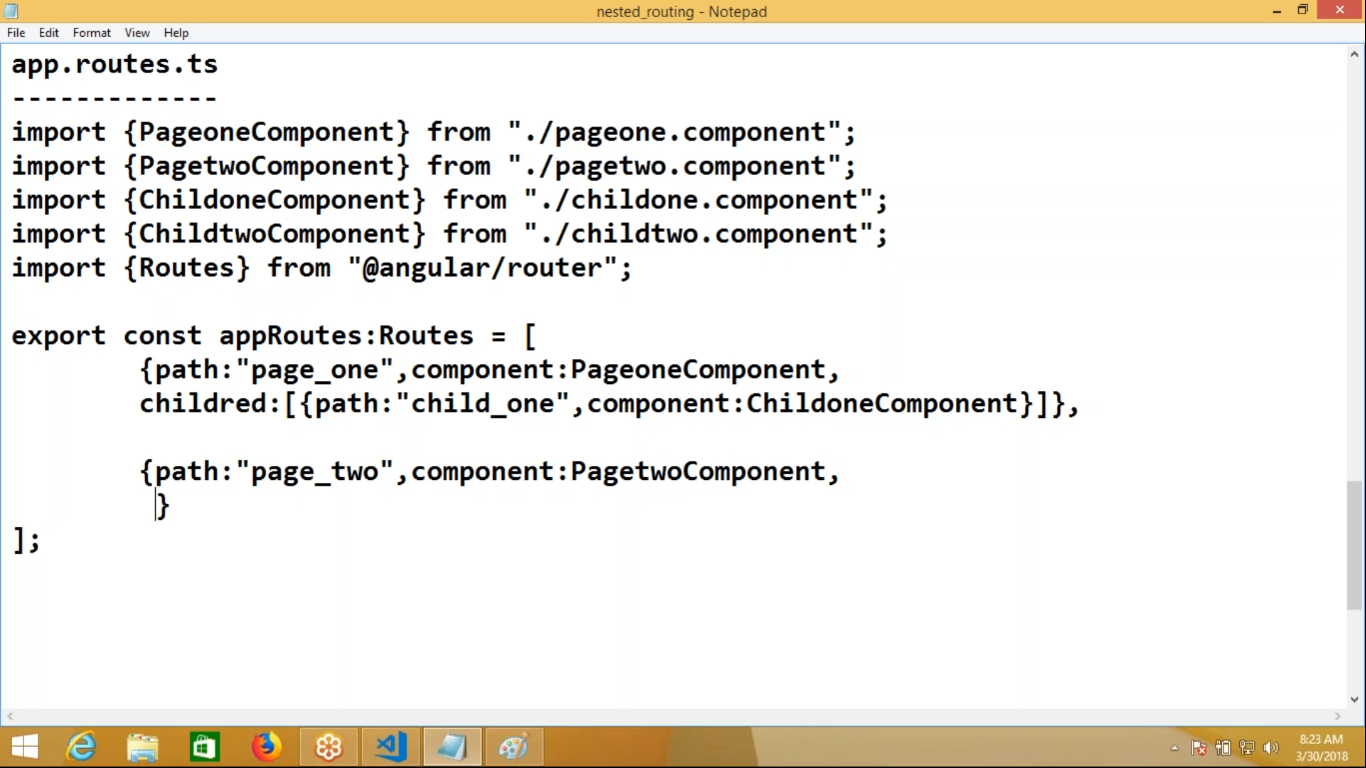 nested_routing - Notepad
File Edit Format View Help
app.routes.ts
-------------
import {PageoneComponent} from "./pageone.component";
import {PagetwoComponent} from "./pagetwo.component";
import {ChildoneComponent} from "./childone.component";
import {ChildtwoComponent} from "./childtwo.component";
import {Routes} from "@angular/router";
export const appRoutes:Routes = [
{path:"page_one",component:PageoneComponent,
childred:[{path:"child_one",component:ChildoneComponent}]},
{path:"page_two",component:PagetwoComponent,
}
];
8:23 AM
3/30/2018